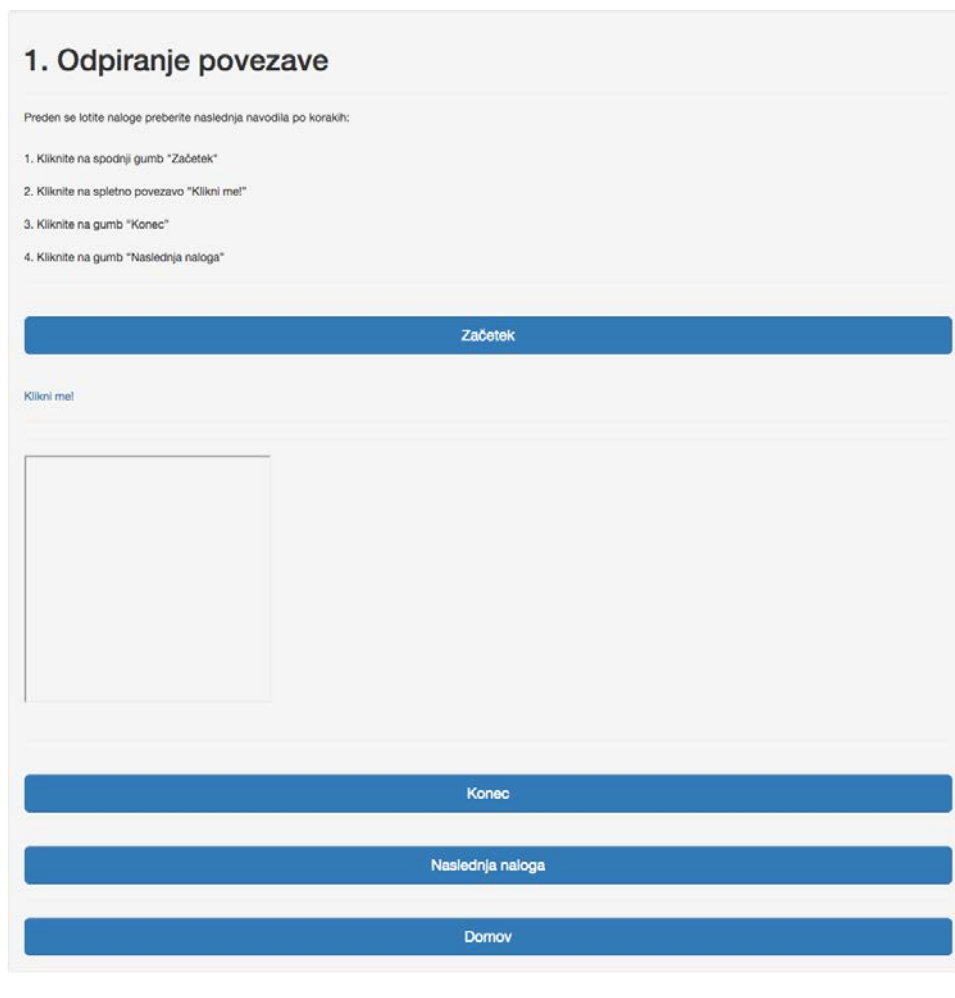 1. Odpiranje povezave
Preden se lotite naloge preberite naslednja navodila po korakih:
1. Kliknite na spodnji gumb "Začetek"
2. Kliknite na spletno povezavo "Klikni me!"
3. Kliknite na gumb "Konec"
4. Kliknite na gumb "Naslednja naloga"
Začetek
Klikni me!
Konec
Naslednja naloga
Domov